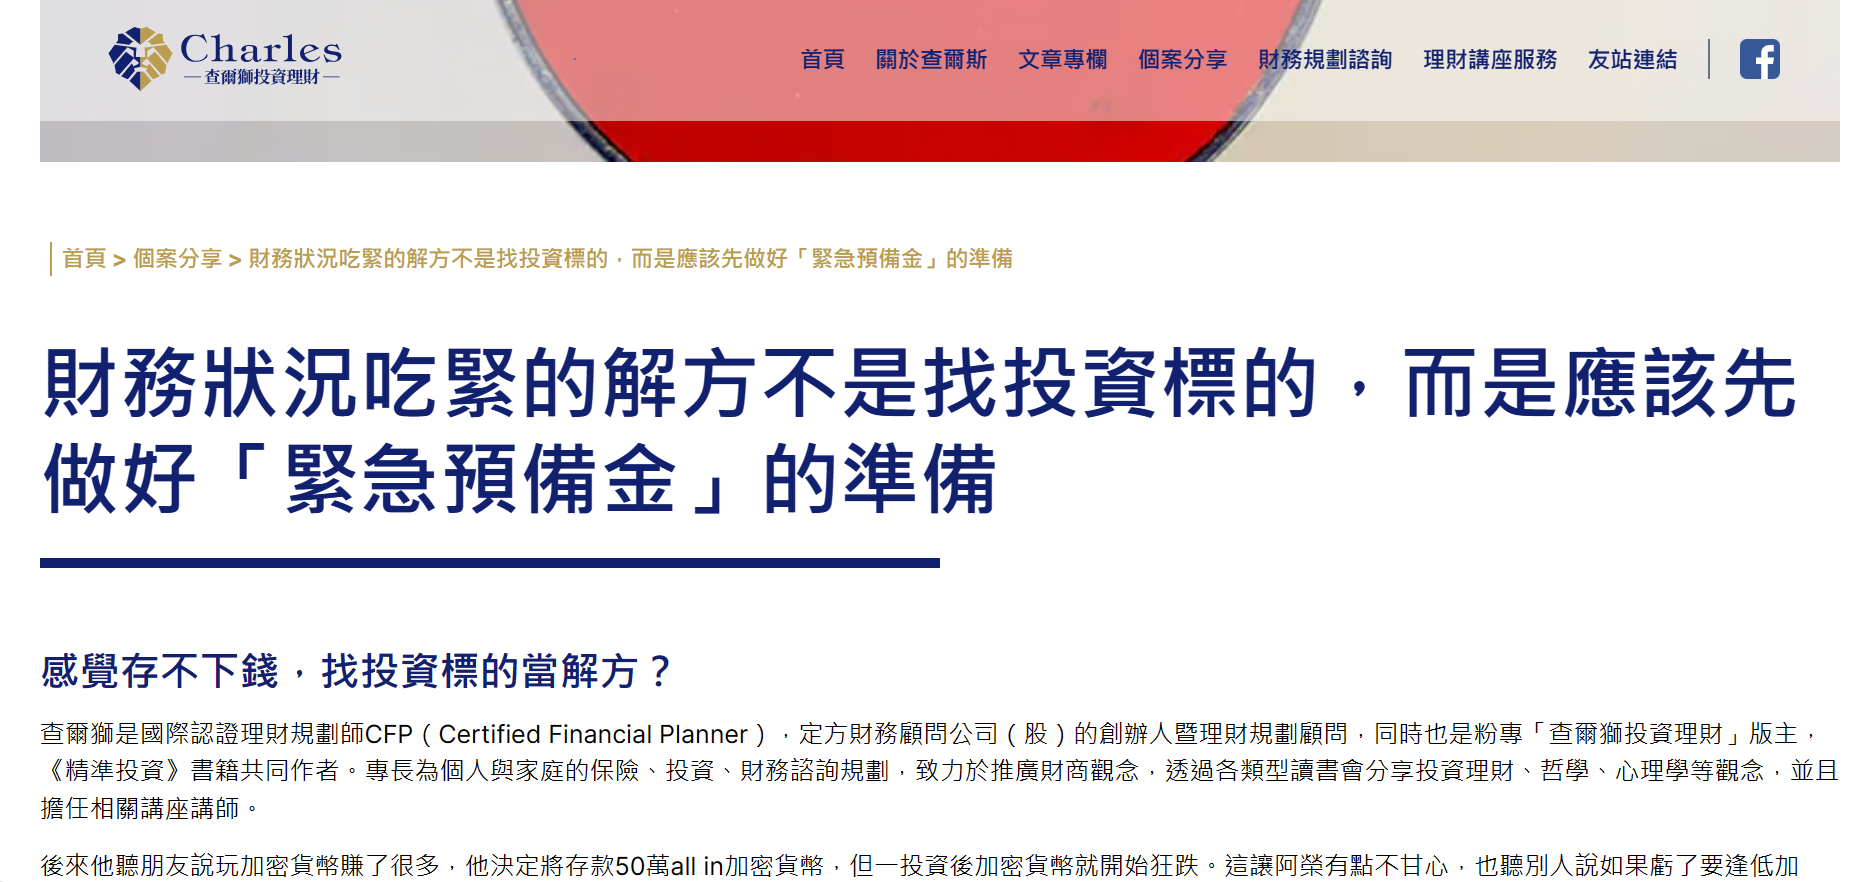 Charles
查爾獅投資理財
首頁 關於查爾斯 文章專欄 個案分享 財務規劃諮詢 理財講座服務 友站連結
首頁 > 個案分享 > 財務狀況吃緊的解方不是找投資標的，而是應該先做好「緊急預備金」的準備
財務狀況吃緊的解方不是找投資標的，而是應該先
做好「緊急預備金」的準備
感覺存不下錢，找投資標的當解方？
查爾獅是國際認證理財規劃師CFP（Certified Financial Planner），定方財務顧問公司（股）的創辦人暨理財規劃顧問，同時也是粉專「查爾獅投資理財」版主，
《精準投資》書籍共同作者。專長為個人與家庭的保險、投資、財務諮詢規劃，致力於推廣財商觀念，透過各類型讀書會分享投資理財、哲學、心理學等觀念，並且
擔任相關講座講師。
後來他聽朋友說玩加密貨幣賺了很多，他決定將存款50萬all in加密貨幣，但一投資後加密貨幣就開始狂跌。這讓阿榮有點不甘心，也聽別人說如果虧了要逢低加